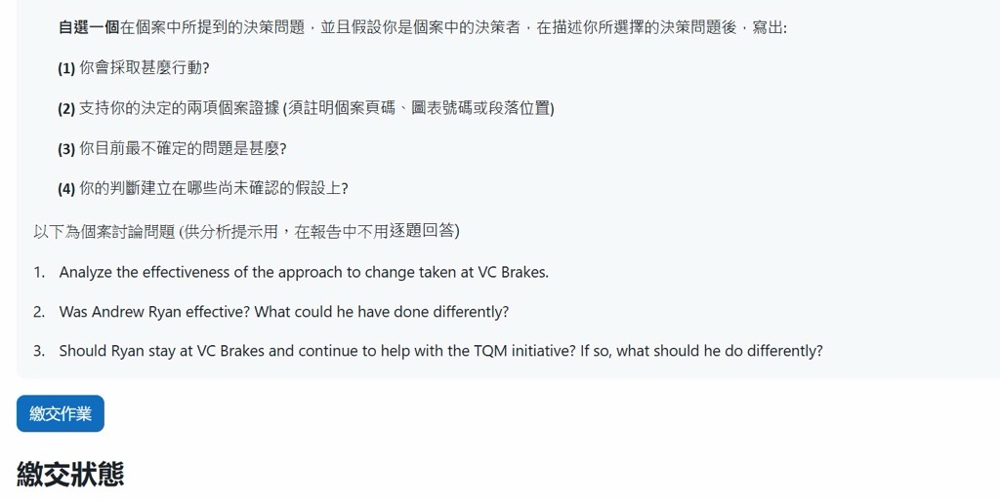 自選一個在個案中所提到的決策問題，並且假設你是個案中的決策者，在描述你所選擇的決策問題後，寫出:
(1) 你會採取甚麼行動?
(2) 支持你的決定的兩項個案證據 (須註明個案頁碼、圖表號碼或段落位置)
(3) 你目前最不確定的問題是甚麼?
(4) 你的判斷建立在哪些尚未確認的假設上?
以下為個案討論問題 (供分析提示用，在報告中不用逐題回答)
1. Analyze the effectiveness of the approach to change taken at VC Brakes.
2. Was Andrew Ryan effective? What could he have done differently?
3. Should Ryan stay at VC Brakes and continue to help with the TQM initiative? If so, what should he do differently?
繳交作業
繳交狀態